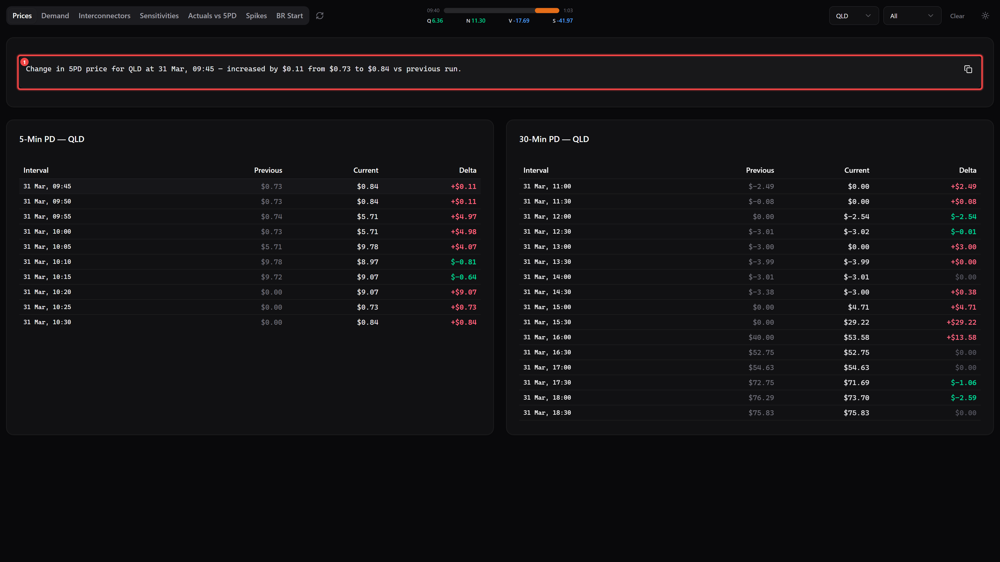 Prices Demand Interconnectors Sensitivities Actuals vs 5PD Spikes BR Start
09:40 1:03
Q 6.36 N 11.30 V -17.69 S -41.97
QLD All Clear
1
Change in 5PD price for QLD at 31 Mar, 09:45 – increased by $0.11 from $0.73 to $0.84 vs previous run.
5-Min PD — QLD
Interval Previous Current Delta
31 Mar, 09:45 $0.73 $0.84 +$0.11
31 Mar, 09:50 $0.73 $0.84 +$0.11
31 Mar, 09:55 $0.74 $5.71 +$4.97
31 Mar, 10:00 $0.73 $5.71 +$4.98
31 Mar, 10:05 $5.71 $9.78 +$4.07
31 Mar, 10:10 $9.78 $8.97 $-0.81
31 Mar, 10:15 $9.72 $9.07 $-0.64
31 Mar, 10:20 $0.00 $9.07 +$9.07
31 Mar, 10:25 $0.00 $0.73 +$0.73
31 Mar, 10:30 $0.00 $0.84 +$0.84
30-Min PD — QLD
Interval Previous Current Delta
31 Mar, 11:00 $-2.49 $0.00 +$2.49
31 Mar, 11:30 $-0.08 $0.00 +$0.08
31 Mar, 12:00 $0.00 $-2.54 $-2.54
31 Mar, 12:30 $-3.01 $-3.02 $-0.01
31 Mar, 13:00 $-3.00 $0.00 +$3.00
31 Mar, 13:30 $-3.99 $-3.99 +$0.00
31 Mar, 14:00 $-3.01 $-3.01 $0.00
31 Mar, 14:30 $-3.38 $-3.00 +$0.38
31 Mar, 15:00 $0.00 $4.71 +$4.71
31 Mar, 15:30 $0.00 $29.22 +$29.22
31 Mar, 16:00 $40.00 $53.58 +$13.58
31 Mar, 16:30 $52.75 $52.75 $0.00
31 Mar, 17:00 $54.63 $54.63 $0.00
31 Mar, 17:30 $72.75 $71.69 $-1.06
31 Mar, 18:00 $76.29 $73.70 $-2.59
31 Mar, 18:30 $75.83 $75.83 $0.00